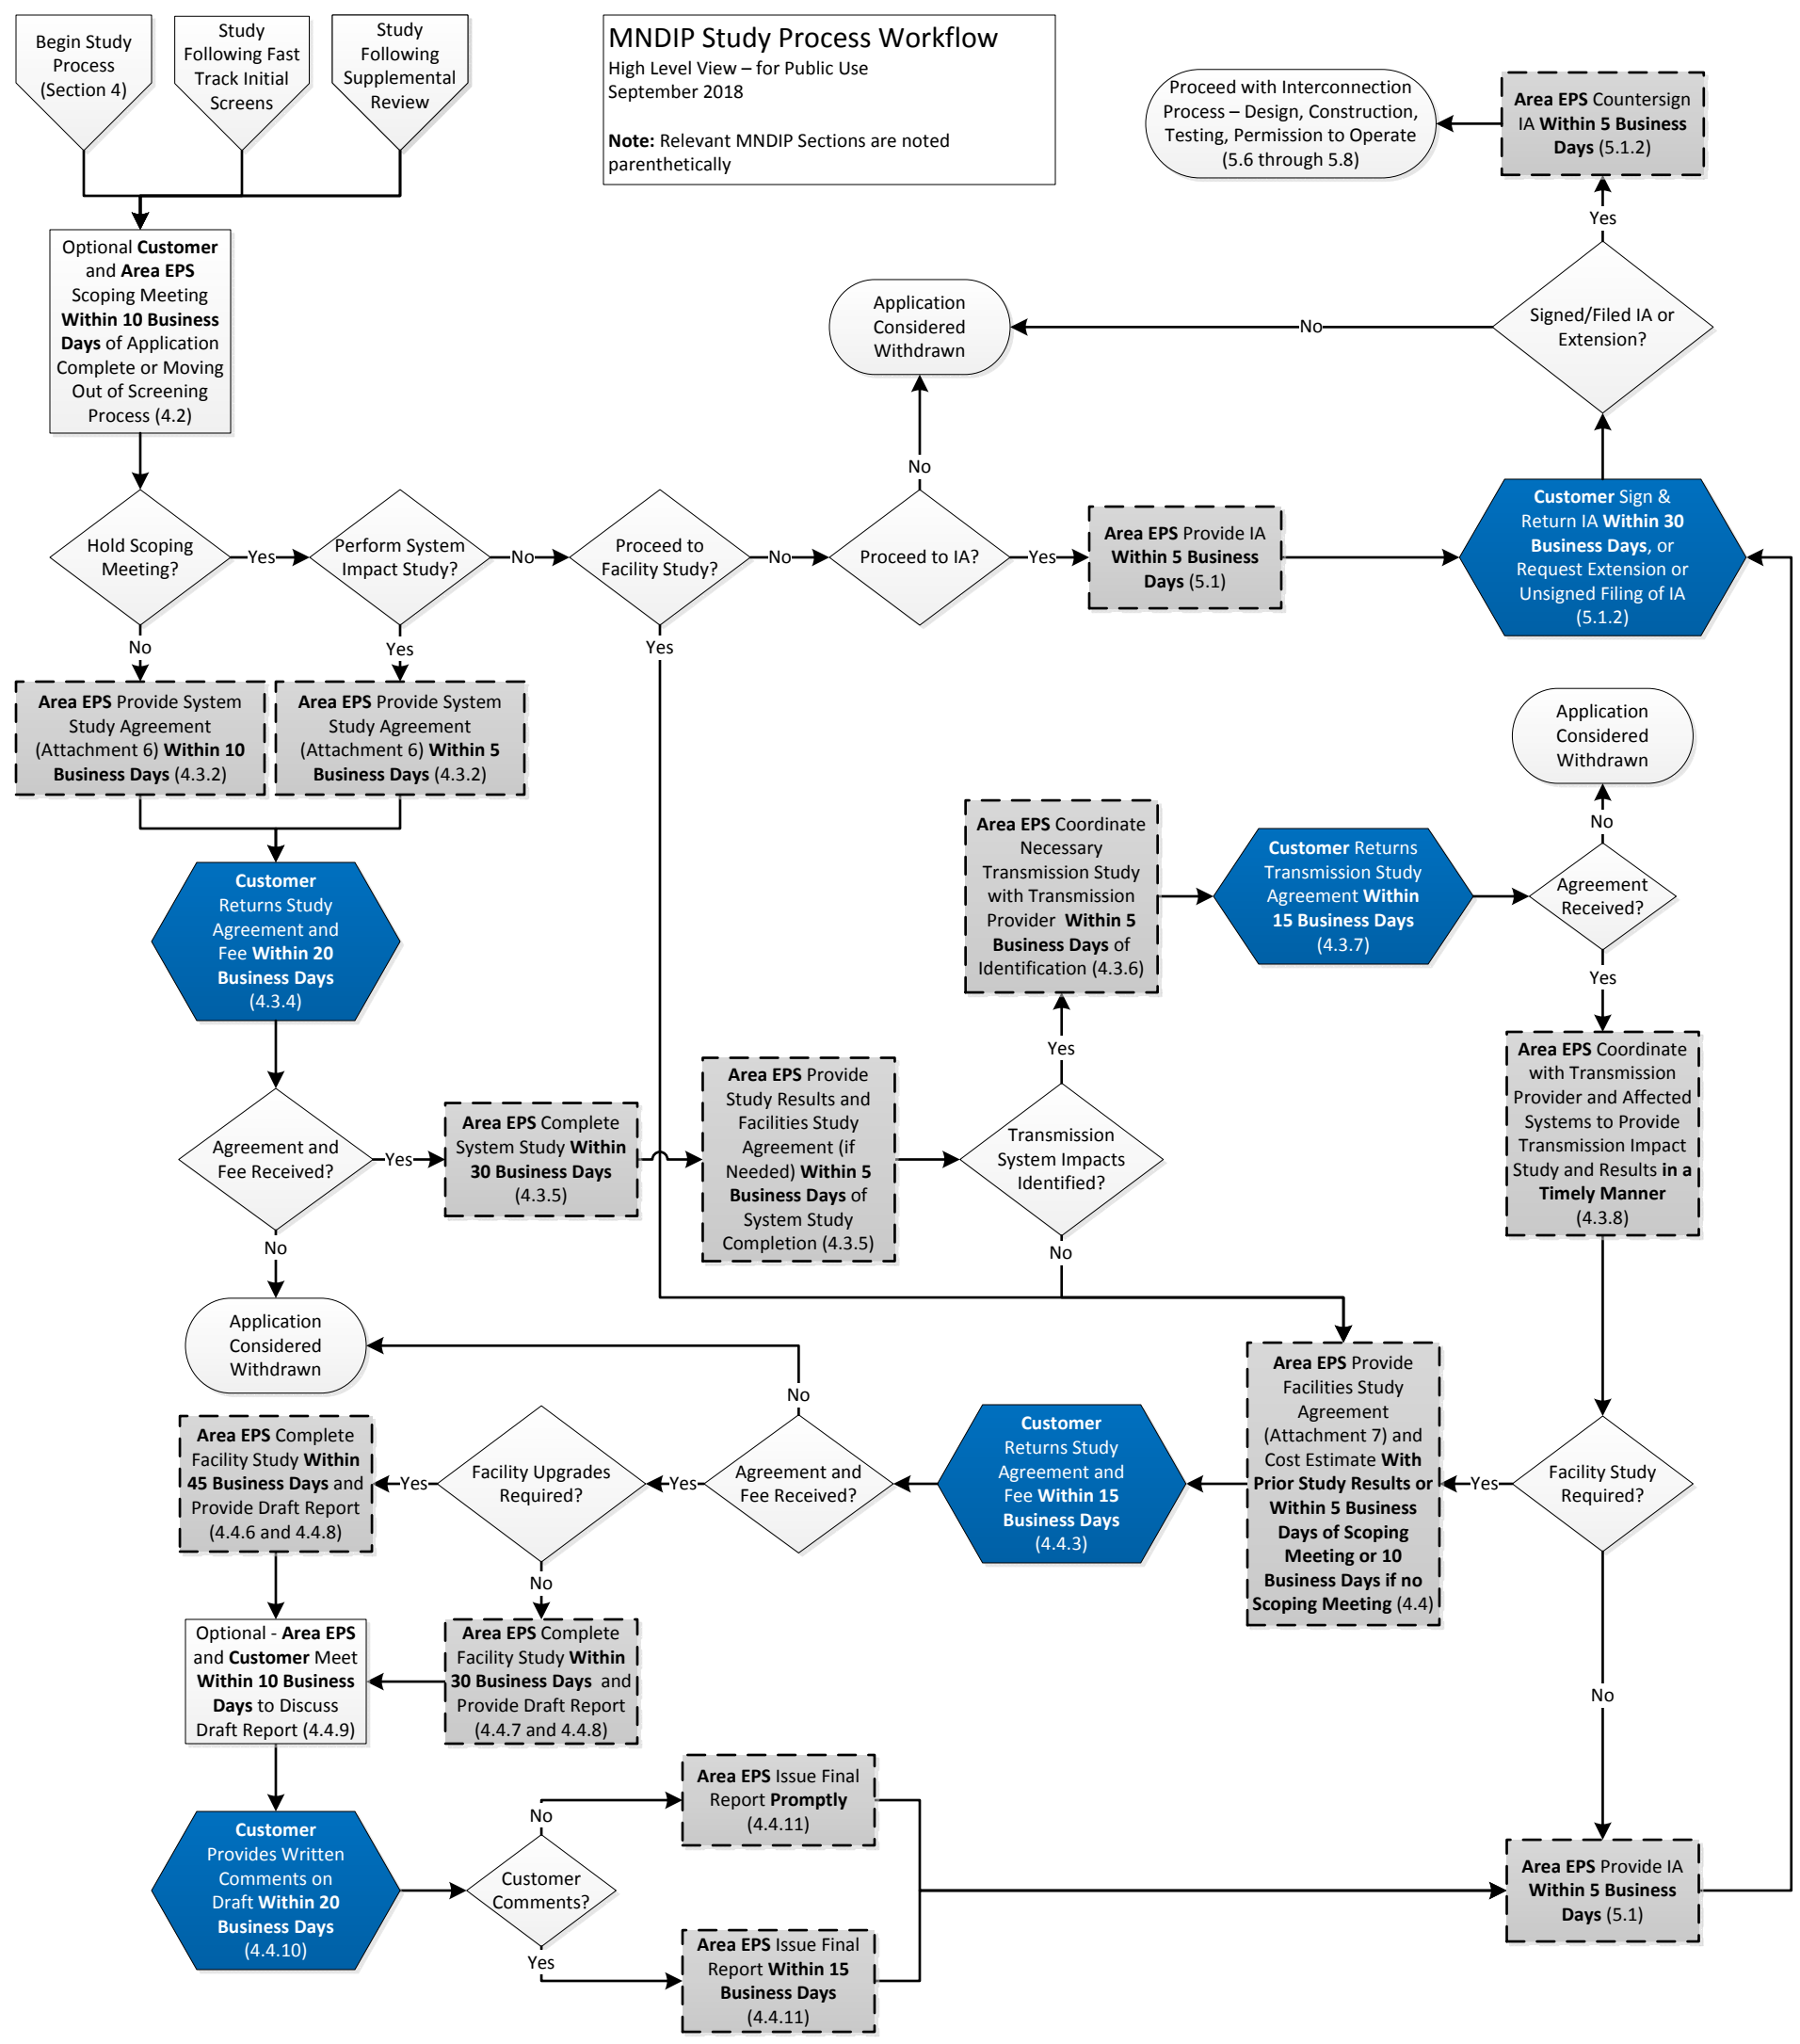 Begin Study
Process
(Section 4)
Study
Following Fast
Track Initial
Screens
Study
Following
Supplemental
Review
MNDIP Study Process Workflow
High Level View – for Public Use
September 2018
Note: Relevant MNDIP Sections are noted
parenthetically
Proceed with Interconnection
Process – Design, Construction,
Testing, Permission to Operate
(5.6 through 5.8)
Area EPS Countersign
IA Within 5 Business
Days (5.1.2)
Yes
Optional Customer
and Area EPS
Scoping Meeting
Within 10 Business
Days of Application
Complete or Moving
Out of Screening
Process (4.2)
Application
Considered
Withdrawn
No
Signed/Filed IA or
Extension?
No
Hold Scoping
Meeting?
Yes
Perform System
Impact Study?
No
Proceed to
Facility Study?
No
Proceed to IA?
Yes
Area EPS Provide IA
Within 5 Business
Days (5.1)
Customer Sign &
Return IA Within 30
Business Days, or
Request Extension or
Unsigned Filing of IA
(5.1.2)
No
Yes
Yes
Area EPS Provide System
Study Agreement
(Attachment 6) Within 10
Business Days (4.3.2)
Area EPS Provide System
Study Agreement
(Attachment 6) Within 5
Business Days (4.3.2)
Application
Considered
Withdrawn
No
Area EPS Coordinate
Necessary
Transmission Study
with Transmission
Provider Within 5
Business Days of
Identification (4.3.6)
Customer Returns
Transmission Study
Agreement Within
15 Business Days
(4.3.7)
Agreement
Received?
Yes
Customer
Returns Study
Agreement and
Fee Within 20
Business Days
(4.3.4)
Yes
Agreement and
Fee Received?
Yes
Area EPS Complete
System Study Within
30 Business Days
(4.3.5)
Area EPS Provide
Study Results and
Facilities Study
Agreement (if
Needed) Within 5
Business Days of
System Study
Completion (4.3.5)
Transmission
System Impacts
Identified?
Area EPS Coordinate
with Transmission
Provider and Affected
Systems to Provide
Transmission Impact
Study and Results in a
Timely Manner
(4.3.8)
No
No
Application
Considered
Withdrawn
No
Area EPS Complete
Facility Study Within
45 Business Days and
Provide Draft Report
(4.4.6 and 4.4.8)
Yes
Facility Upgrades
Required?
Yes
Agreement and
Fee Received?
Customer
Returns Study
Agreement and
Fee Within 15
Business Days
(4.4.3)
Area EPS Provide
Facilities Study
Agreement
(Attachment 7) and
Cost Estimate With
Prior Study Results or
Within 5 Business
Days of Scoping
Meeting or 10
Business Days if no
Scoping Meeting (4.4)
Yes
Facility Study
Required?
No
No
Optional - Area EPS
and Customer Meet
Within 10 Business
Days to Discuss
Draft Report (4.4.9)
Area EPS Complete
Facility Study Within
30 Business Days and
Provide Draft Report
(4.4.7 and 4.4.8)
Customer
Provides Written
Comments on
Draft Within 20
Business Days
(4.4.10)
No
Customer
Comments?
Yes
Area EPS Issue Final
Report Promptly
(4.4.11)
Area EPS Issue Final
Report Within 15
Business Days
(4.4.11)
Area EPS Provide IA
Within 5 Business
Days (5.1)